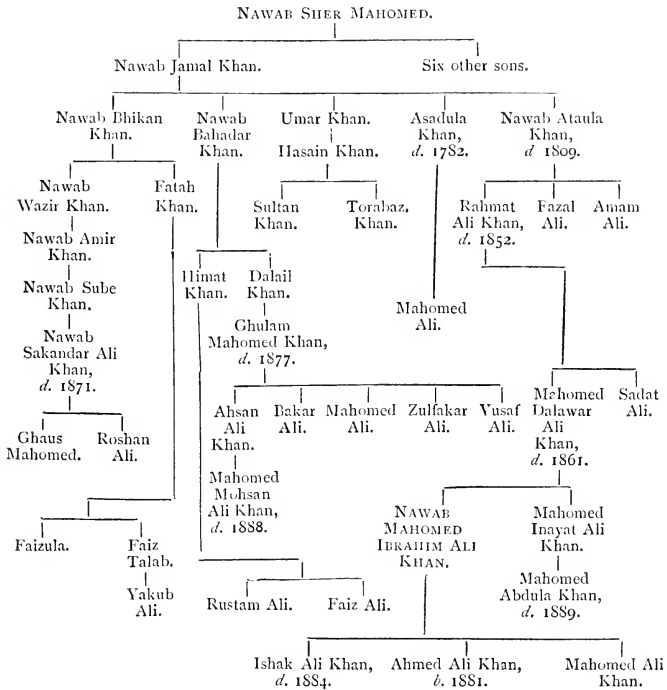 NAWAB SHER MAHOMED.
Nawab Jamal Khan.
Six other sons.
Nawab Bhikan
Khan.
Nawab
Bahadar
Khan.
Umar Khan.
Hasain Khan.
Asadula
Khan,
d. 1782.
Nawab Ataula
Khan,
d 1809.
Nawab
Wazir Khan.
Fatah
Khan.
Sultan
Khan.
Torabaz.
Khan.
Rahmat
Ali Khan,
d. 1852.
Fazal
Ali.
Amam
Ali.
Nawab Amir
Khan.
Himat
Khan.
Dalail
Khan.
Nawab Sube
Khan.
Mahomed
Ali.
Ghulam
Mahomed Khan,
d. 1877.
Nawab
Sakandar Ali
Khan,
d. 1871.
Ahsan
Ali
Khan.
Bakar
Ali.
Mahomed
Ali.
Zulfakar
Ali.
Yusaf
Ali.
Mahomed
Dalawar
Ali
Khan,
d. 1861.
Sadat
Ali.
Ghaus
Mahomed.
Roshan
Ali.
Mahomed
Mohsan
Ali Khan,
d. 1888.
NAWAB
MAHOMED
IBRAHIM ALI
KHAN.
Mahomed
Inayat Ali
Khan.
Faizula.
Faiz
Talab.
Yakub
Ali.
Rustam Ali.
Faiz Ali.
Mahomed
Abdula Khan,
d. 1889.
Ishak Ali Khan,
d. 1884.
Ahmed Ali Khan,
b. 1881.
Mahomed Ali
Khan.